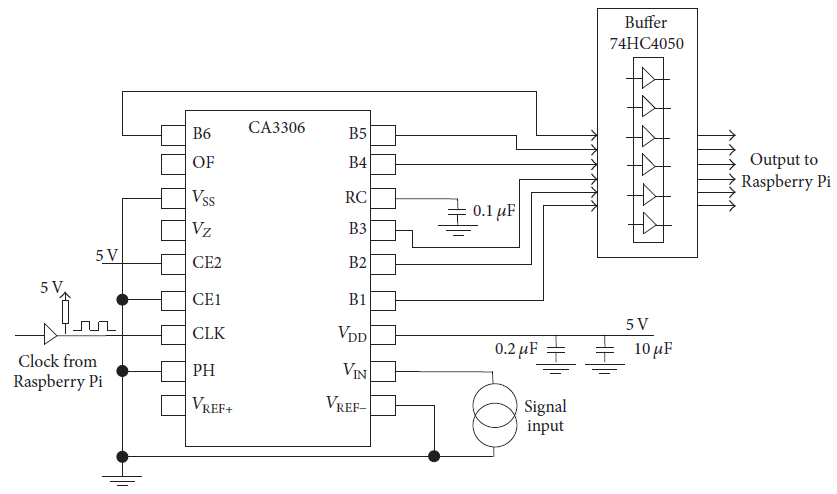 Buffer
74HC4050
CA3306
B6
B5
OF
B4
VSS
RC
0.1 μF
VZ
B3
5 V
CE2
B2
5 V
CE1
B1
CLK
VDD
5 V
Clock from
Raspberry Pi
0.2 μF
10 μF
PH
VIN
VREF+
VREF−
Signal
input
Output to
Raspberry Pi